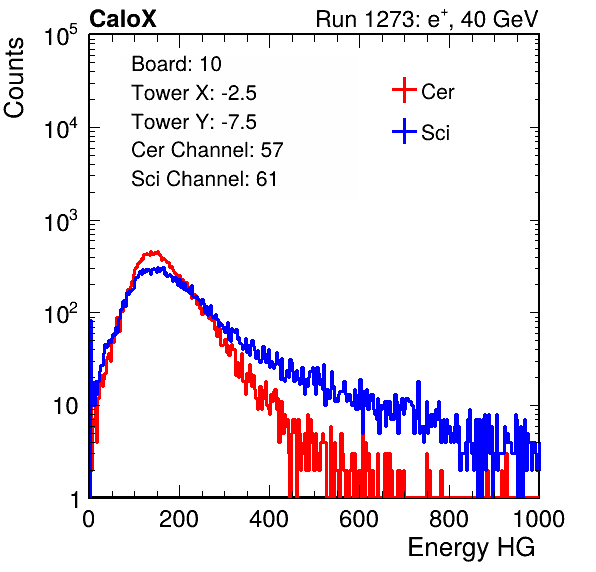 CaloX Run 1273: e⁺, 40 GeV
Counts
10⁵
10⁴
10³
10²
10
1
Board: 10
Tower X: -2.5
Tower Y: -7.5
Cer Channel: 57
Sci Channel: 61
Cer
Sci
0 200 400 600 800 1000
Energy HG